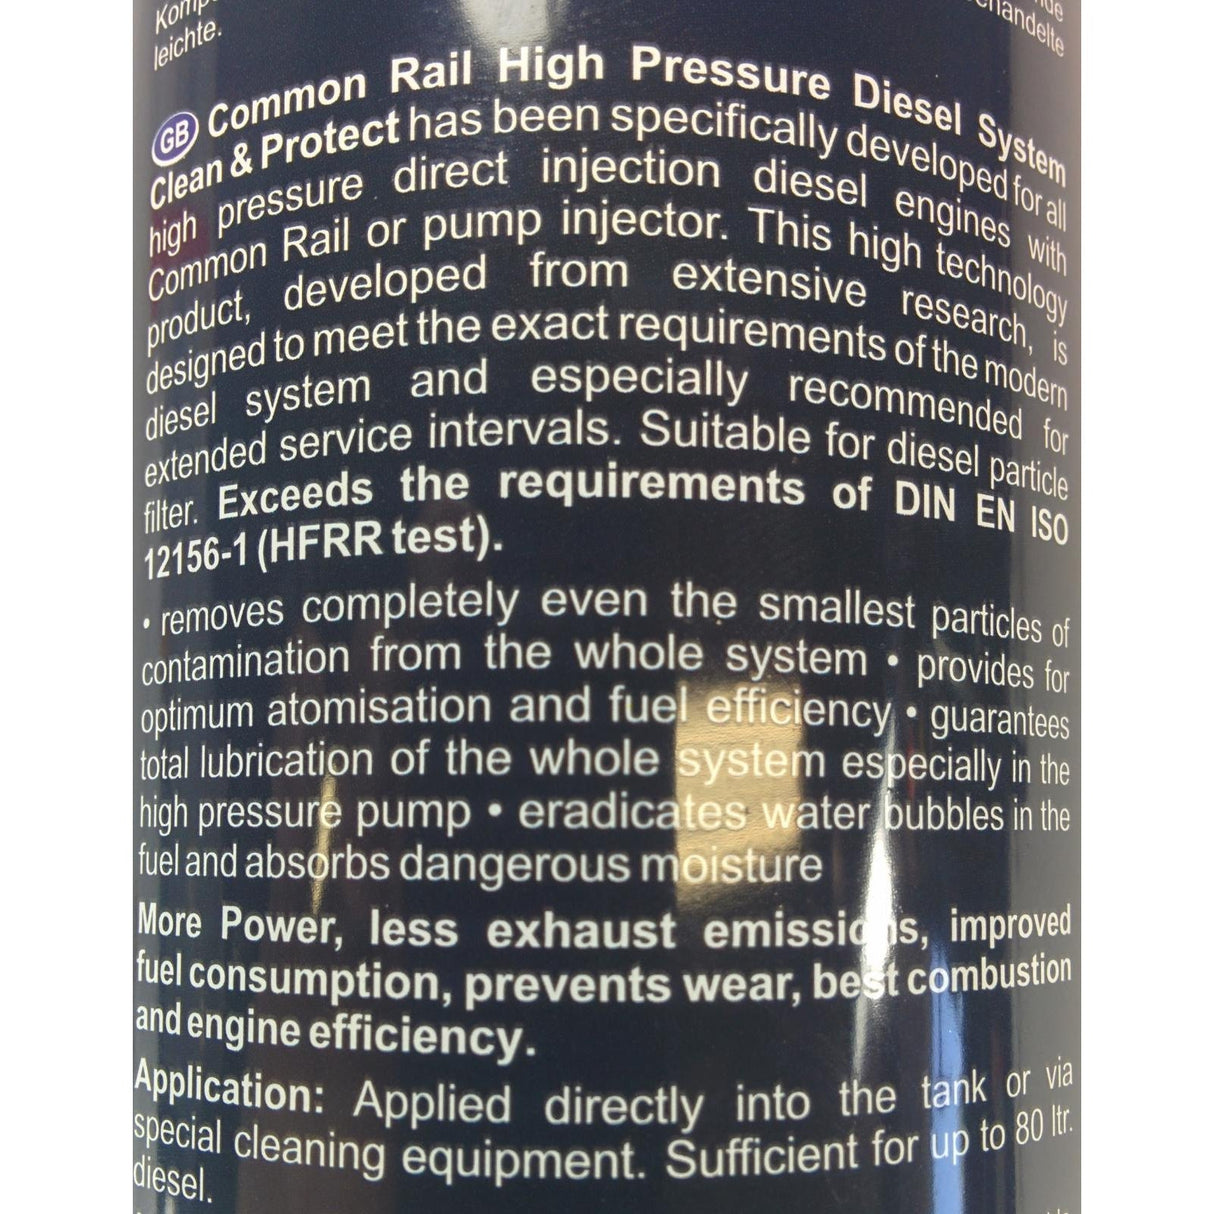 leichte.
handelte
GB Common Rail High Pressure Diesel System
Clean & Protect has been specifically developed for all
high pressure direct injection diesel engines with
Common Rail or pump injector. This high technology
product, developed from extensive research, is
designed to meet the exact requirements of the modern
diesel system and especially recommended for
extended service intervals. Suitable for diesel particle
filter. Exceeds the requirements of DIN EN ISO
12156-1 (HFRR test).
• removes completely even the smallest particles of
contamination from the whole system • provides for
optimum atomisation and fuel efficiency • guarantees
total lubrication of the whole system especially in the
high pressure pump • eradicates water bubbles in the
fuel and absorbs dangerous moisture
More Power, less exhaust emissions, improved
fuel consumption, prevents wear, best combustion
and engine efficiency.
Application: Applied directly into the tank or via
special cleaning equipment. Sufficient for up to 80 ltr.
diesel.